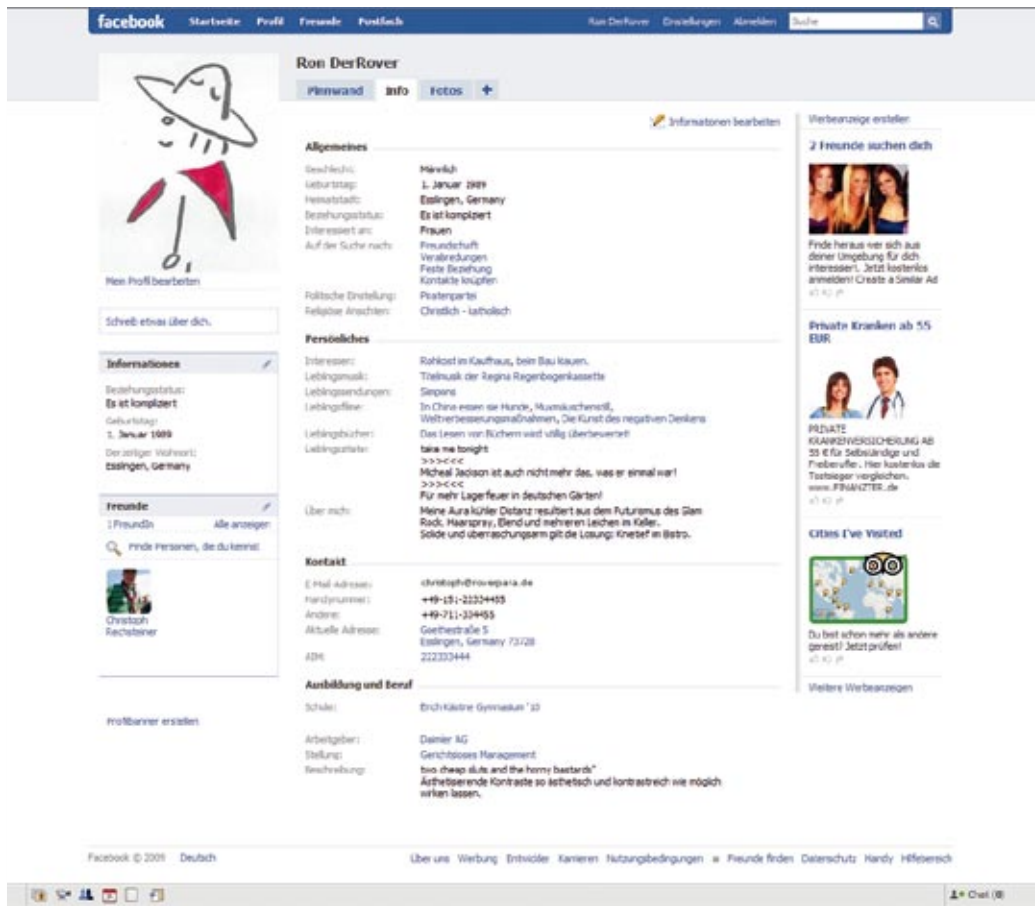 facebook Startseite Profil Freunde Postfach Ron DerRover Einstellungen Abmelden Suche
Ron DerRover
Pinnwand Info Fotos +
Informationen bearbeiten
Allgemeines
Geschlecht: Männlich
Geburtstag: 1. Januar 1989
Heimatstadt: Esslingen, Germany
Beziehungsstatus: Es ist kompliziert
Interessiert an: Frauen
Auf der Suche nach: Freundschaft
Verabredungen
Feste Beziehung
Kontakte knüpfen
Politische Einstellung: Piratenpartei
Religiöse Ansichten: Christlich - katholisch
Persönliches
Interessen: Rohkost im Kaufhaus, beim Bau kauen.
Lieblingsmusik: Titelmusik der Regina Regenbogenkassette
Lieblingssendungen: Simpons
Lieblingsfilme: In China essen sie Hunde, Muxmäuschenstill,
Weltverbesserungsmaßnahmen, Die Kunst des negativen Denkens
Lieblingsbücher: Das Lesen von Büchern wird völlig überbewertet!
Lieblingszitate: take me tonight
>>><<<
Micheal Jackson ist auch nicht mehr das, was er einmal war!
>>><<<
Für mehr Lagerfeuer in deutschen Gärten!
Über mich: Meine Aura kühler Distanz resultiert aus dem Futurismus des Glam
Rock. Haarspray, Elend und mehreren Leichen im Keller.
Solide und überraschungsarm gilt die Losung: Knietief im Bistro.
Kontakt
E-Mail-Adresse: christoph@roverpara.de
Handynummer: +49-151-22334455
Andere: +49-711-334455
Aktuelle Adresse: Goethestraße 5
Esslingen, Germany 73728
AIM: 222333444
Ausbildung und Beruf
Schule: Erich Kästne Gymnasium '10
Arbeitgeber: Daimler AG
Stellung: Management
Beschreibung: two cheap sluts and the horny bastards"
Ästhetisierende Kontraste so ästhetisch und kontrastreich wie möglich
wirken lassen.
Mein Profil bearbeiten
Schreib etwas über dich.
Informationen
Beziehungsstatus:
Es ist kompliziert
Geburtstag:
1. Januar 1989
Derzeitiger Wohnort:
Esslingen, Germany
Freunde
1 FreundIn Alle anzeigen
Finde Personen, die du kennst
Christoph
Rechsteiner
Profilbanner erstellen
Werbeanzeige erstellen
2 Freunde suchen dich
Finde heraus wer sich aus
deiner Umgebung für dich
interessiert. Jetzt kostenlos
anmelden! Create a Similar Ad
Private Kranken ab 55
EUR
PRIVATE
KRANKENVERSICHERUNG AB
55 € für Selbständige und
Freiberufler. Hier kostenlos die
Testsieger vergleichen.
www.FINANZTER.de
Cities I've Visited
Du bist schon mehr als andere
gereist? Jetzt prüfen!
Weitere Werbeanzeigen
Facebook © 2009 Deutsch Über uns Werbung Entwickler Karrieren Nutzungsbedingungen Freunde finden Datenschutz Handy Hilfebereich
Chat (0)